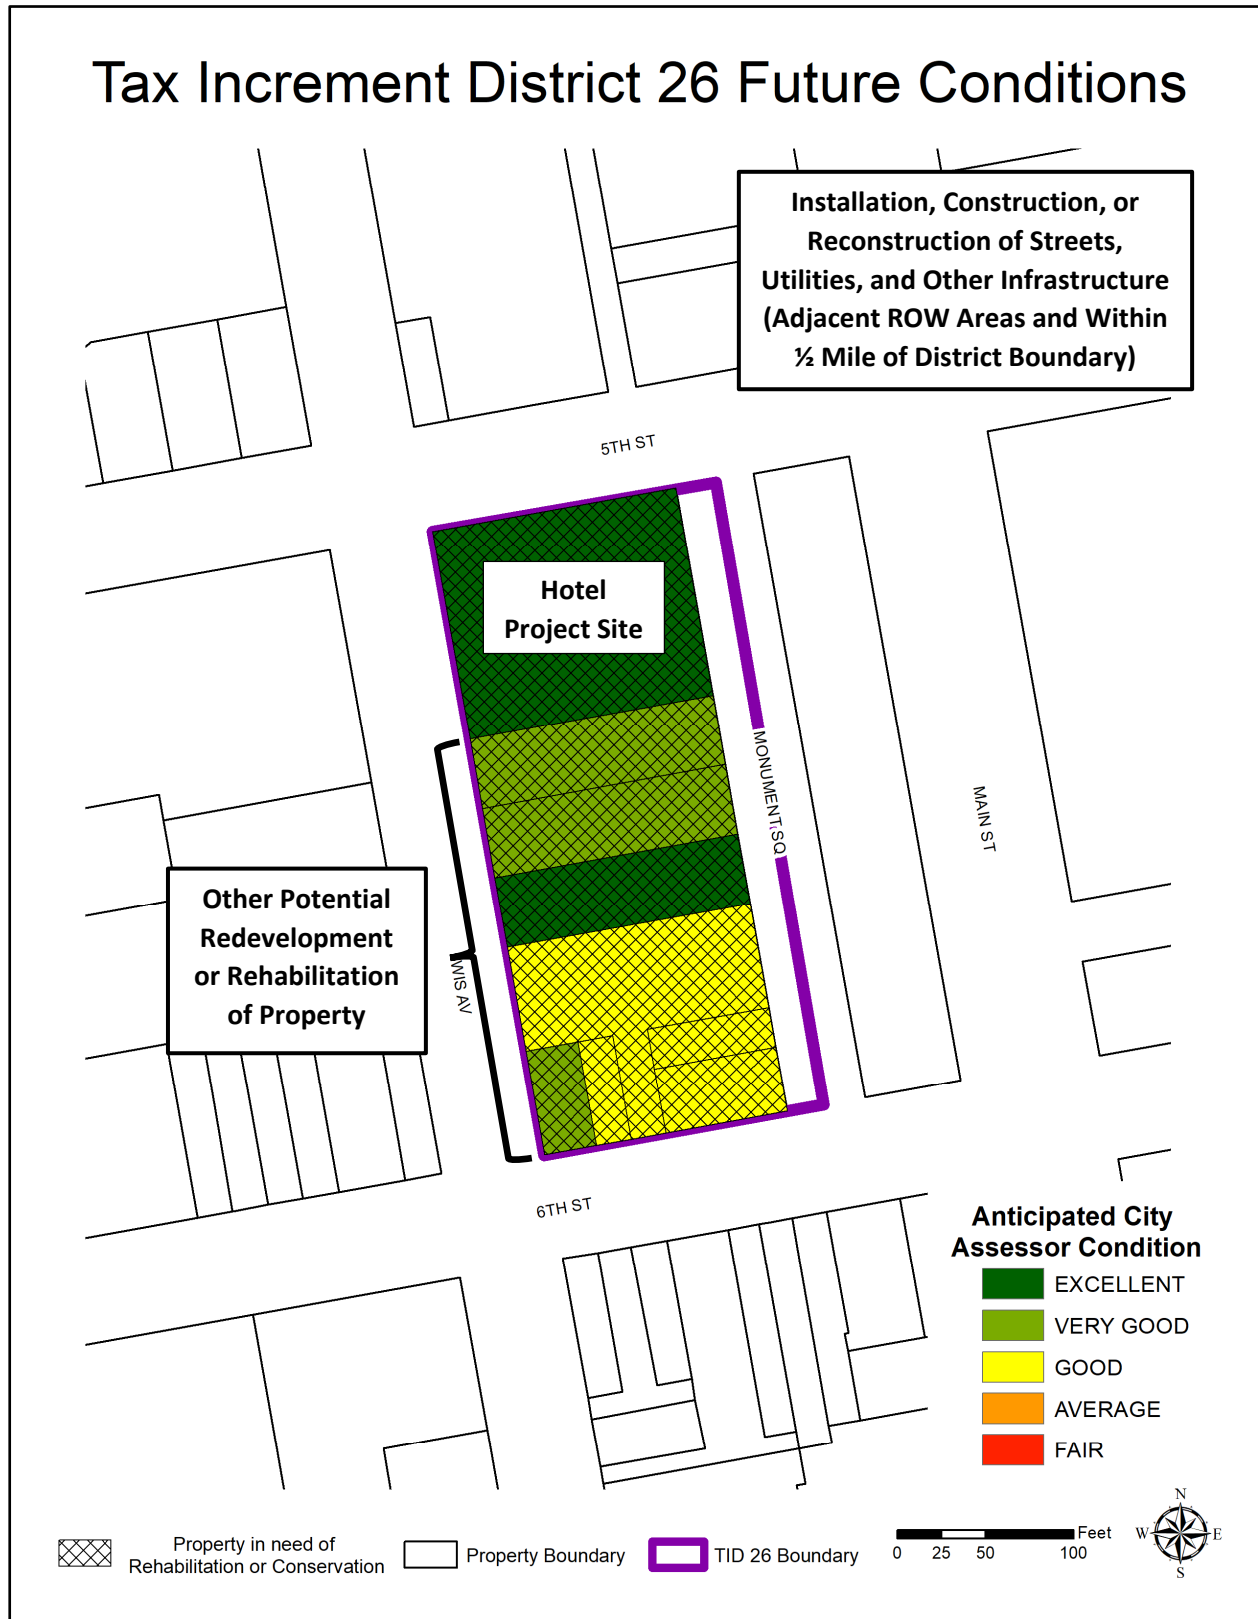 Tax Increment District 26 Future Conditions
Installation, Construction, or
Reconstruction of Streets,
Utilities, and Other Infrastructure
(Adjacent ROW Areas and Within
½ Mile of District Boundary)
5TH ST
Hotel
Project Site
MONUMENT SQ
MAIN ST
Other Potential
Redevelopment
or Rehabilitation
of Property
WIS AV
6TH ST
Anticipated City
Assessor Condition
EXCELLENT
VERY GOOD
GOOD
AVERAGE
FAIR
Property in need of
Rehabilitation or Conservation
Property Boundary
TID 26 Boundary
Feet
0 25 50 100
N
W E
S